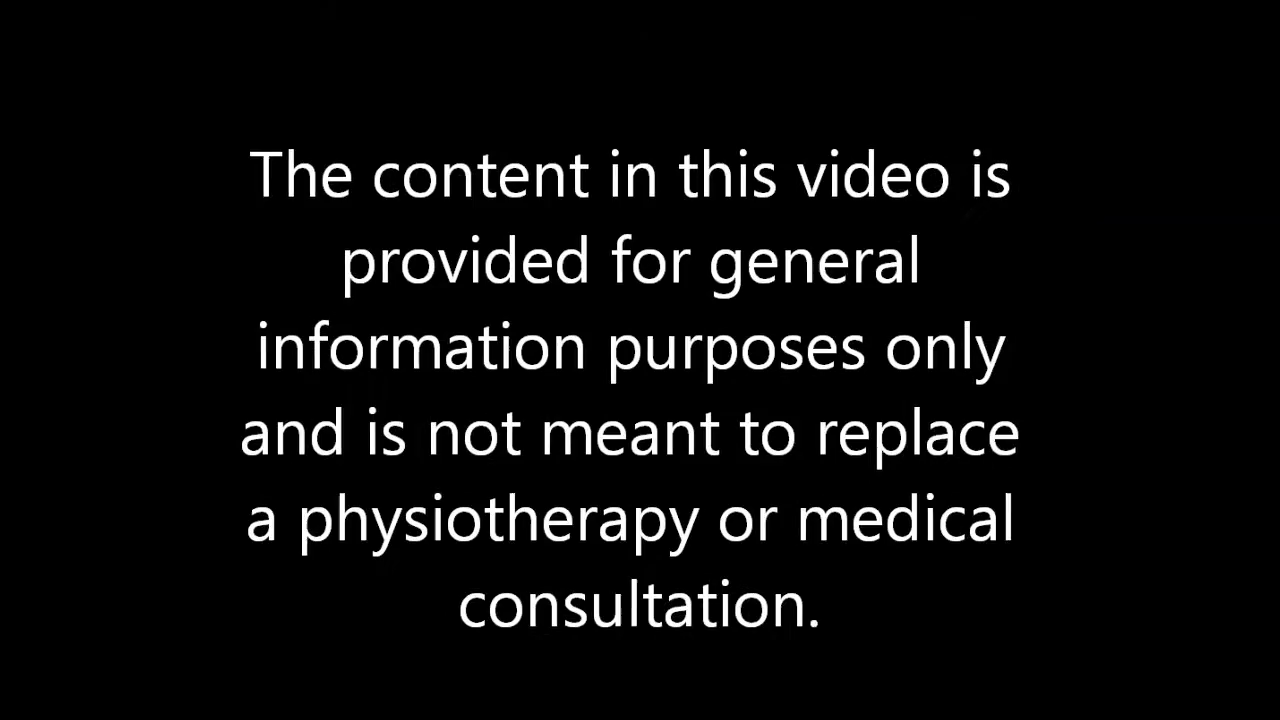 The content in this video is
provided for general
information purposes only
and is not meant to replace
a physiotherapy or medical
consultation.